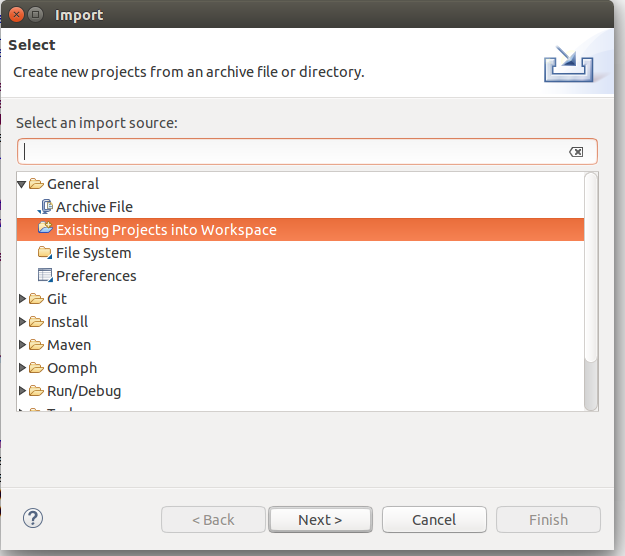 Import
Select
Create new projects from an archive file or directory.
Select an import source:
General
Archive File
Existing Projects into Workspace
File System
Preferences
Git
Install
Maven
Oomph
Run/Debug
?
< Back Next > Cancel Finish